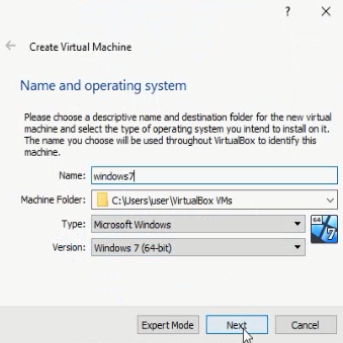 ?
Create Virtual Machine
Name and operating system
Please choose a descriptive name and destination folder for the new virtual
machine and select the type of operating system you intend to install on it.
The name you choose will be used throughout VirtualBox to identify this
machine.
Name: windows7
Machine Folder: C:\Users\user\VirtualBox VMs
Type: Microsoft Windows
64
Version: Windows 7 (64-bit)
7
Expert Mode Next Cancel